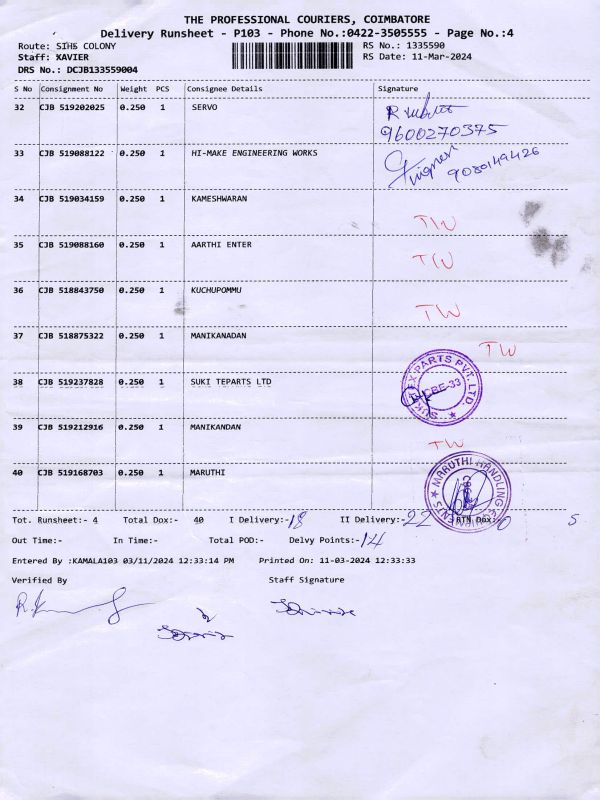 THE PROFESSIONAL COURIERS, COIMBATORE
Delivery Runsheet - P103 - Phone No.:0422-3505555 - Page No.:4
Route: SIHS COLONY RS No.: 1335590
Staff: XAVIER RS Date: 11-Mar-2024
DRS No.: DCJB133559004
S No Consignment No Weight PCS Consignee Details Signature
32 CJB 519202025 0.250 1 SERVO
9600270375
33 CJB 519088122 0.250 1 HI-MAKE ENGINEERING WORKS 9080149426
34 CJB 519034159 0.250 1 KAMESHWARAN TW
35 CJB 519088160 0.250 1 AARTHI ENTER TW
36 CJB 518843750 0.250 1 KUCHUPOMMU TW
37 CJB 518875322 0.250 1 MANIKANADAN TW
38 CJB 519237828 0.250 1 SUKI TEPARTS LTD
39 CJB 519212916 0.250 1 MANIKANDAN TW
40 CJB 519168703 0.250 1 MARUTHI MARUTHI HANDLING
Tot. Runsheet:- 4 Total Dox:- 40 I Delivery:-18 II Delivery:-22 RTN Dox:-0 5
Out Time:- In Time:- Total POD:- Delvy Points:-14
Entered By :KAMALA103 03/11/2024 12:33:14 PM Printed On: 11-03-2024 12:33:33
Verified By Staff Signature